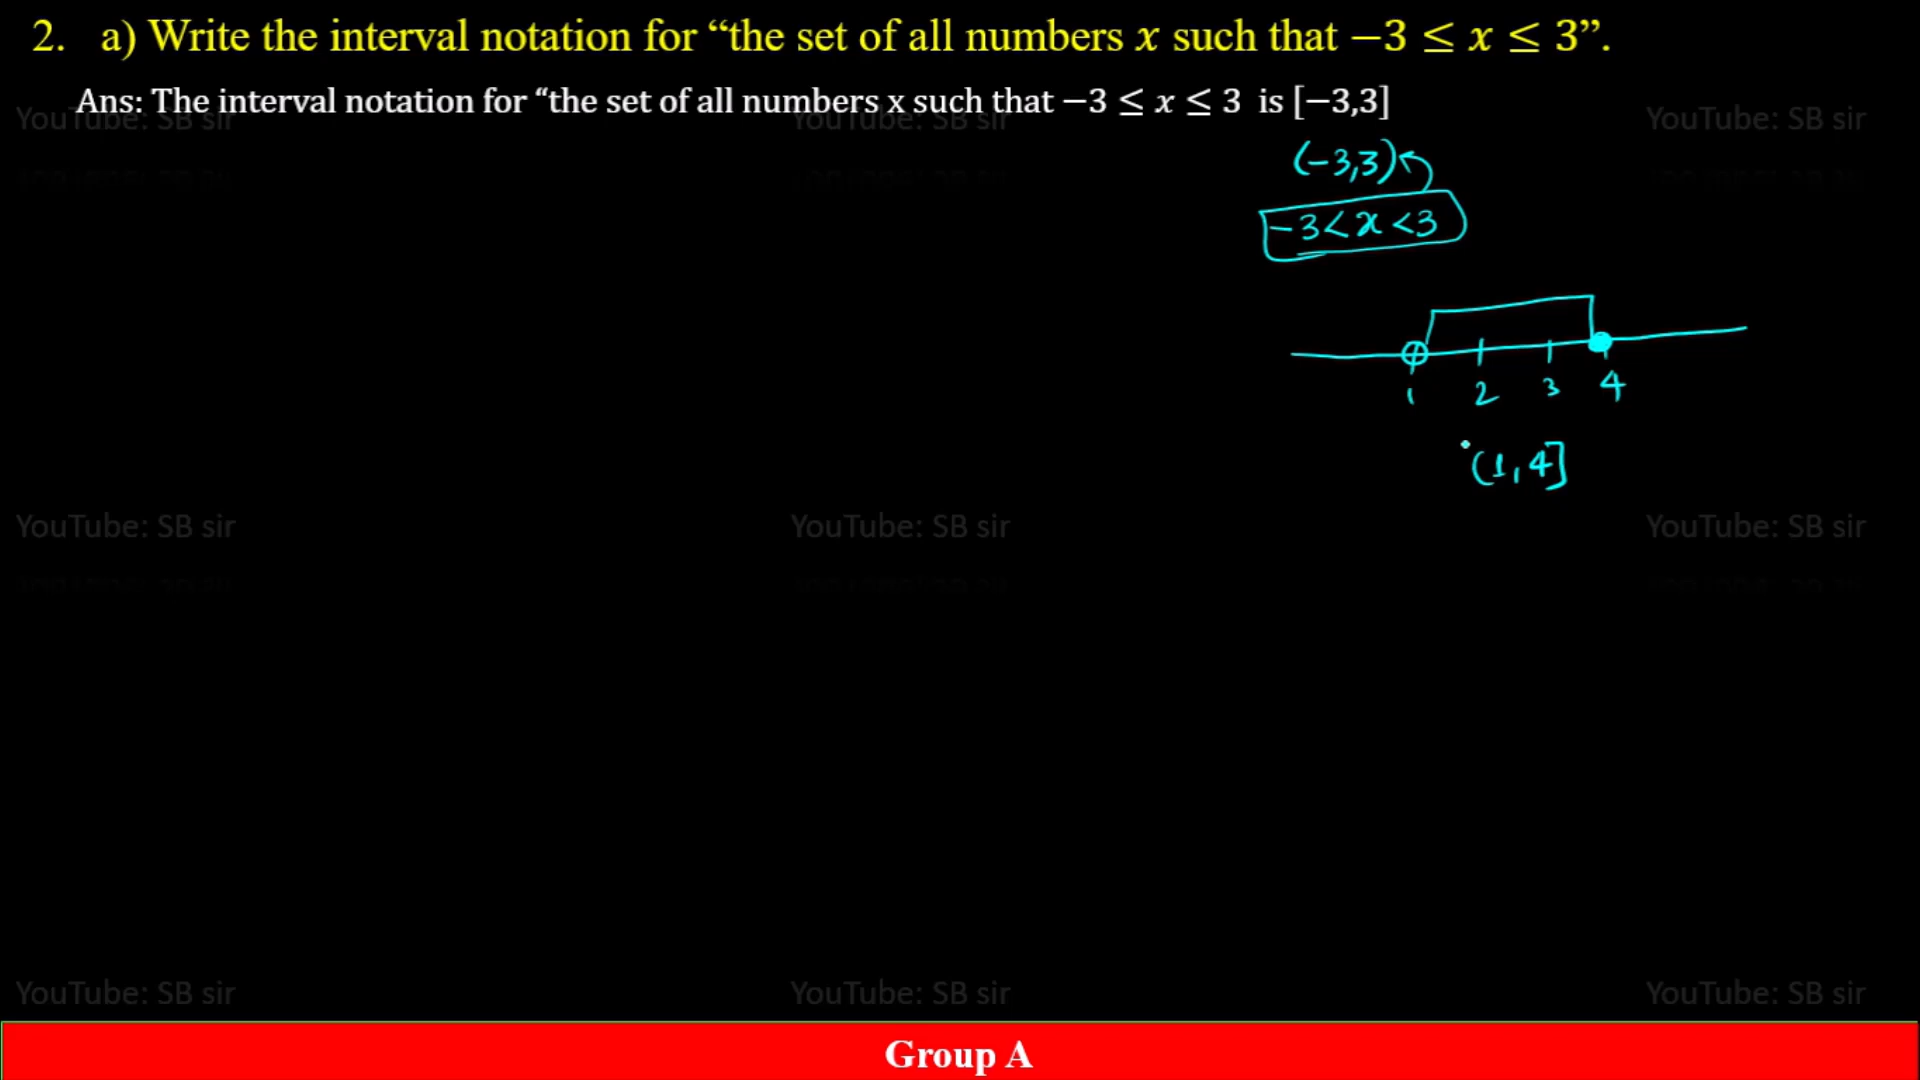 2. a) Write the interval notation for “the set of all numbers x such that −3 ≤ x ≤ 3”.
Ans: The interval notation for “the set of all numbers x such that −3 ≤ x ≤ 3 is [−3,3]
YouTube: SB sir YouTube: SB sir YouTube: SB sir
(-3,3)
-3<x<3
1 2 3 4
(1,4]
YouTube: SB sir YouTube: SB sir YouTube: SB sir
YouTube: SB sir YouTube: SB sir YouTube: SB sir
Group A